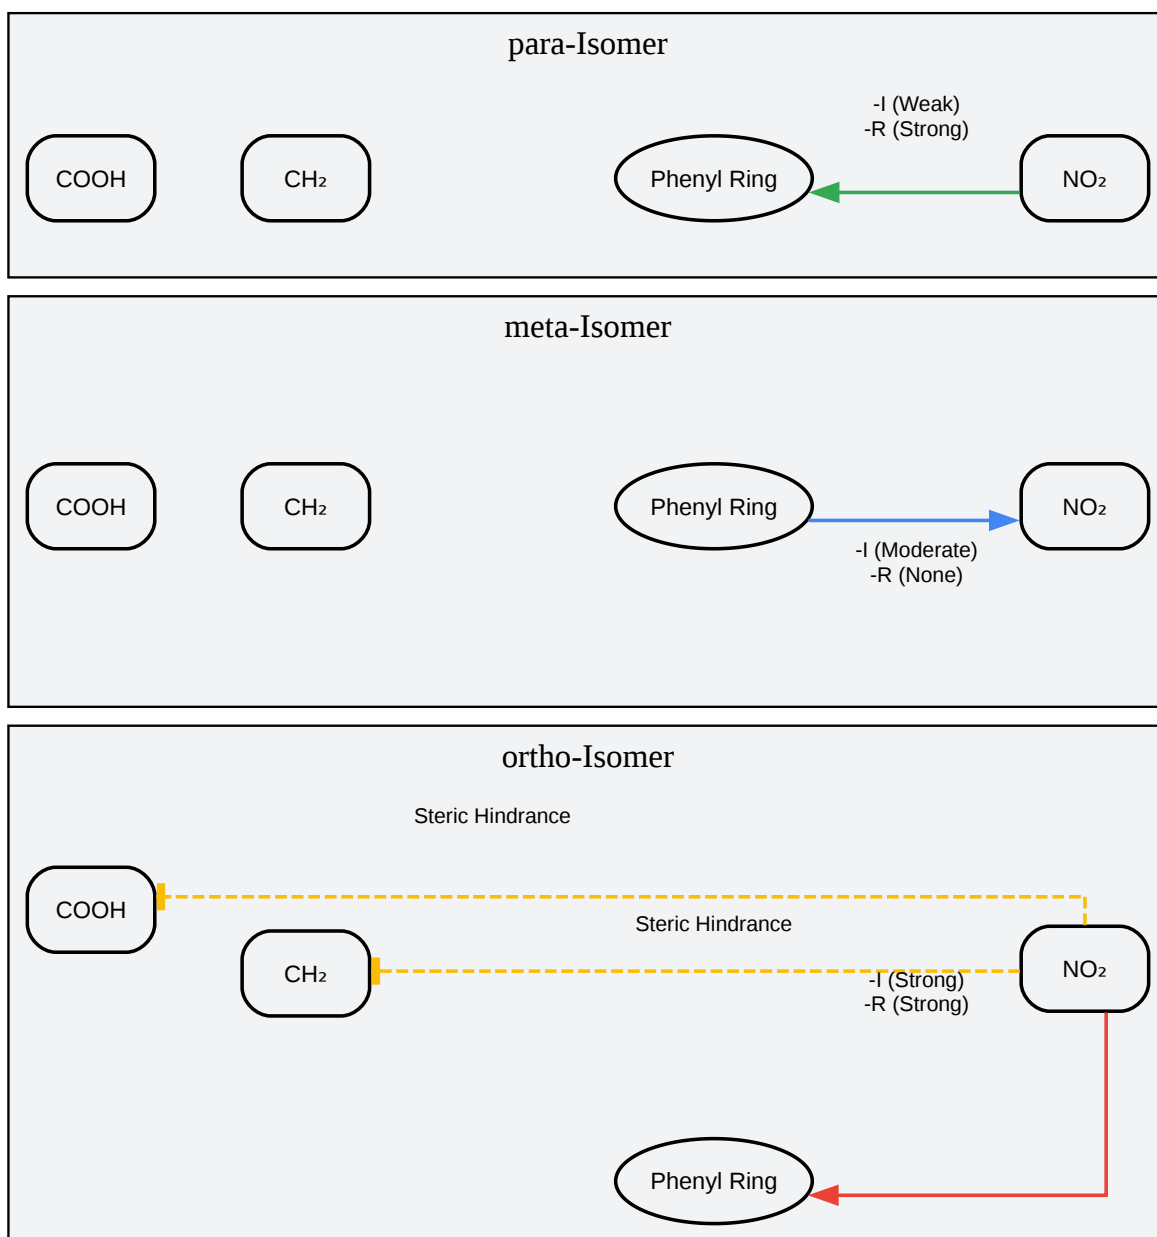 para-Isomer
-I (Weak)
-R (Strong)
COOH
CH₂
Phenyl Ring
NO₂
meta-Isomer
COOH
CH₂
Phenyl Ring
NO₂
-I (Moderate)
-R (None)
ortho-Isomer
Steric Hindrance
COOH
Steric Hindrance
CH₂
NO₂
-I (Strong)
-R (Strong)
Phenyl Ring